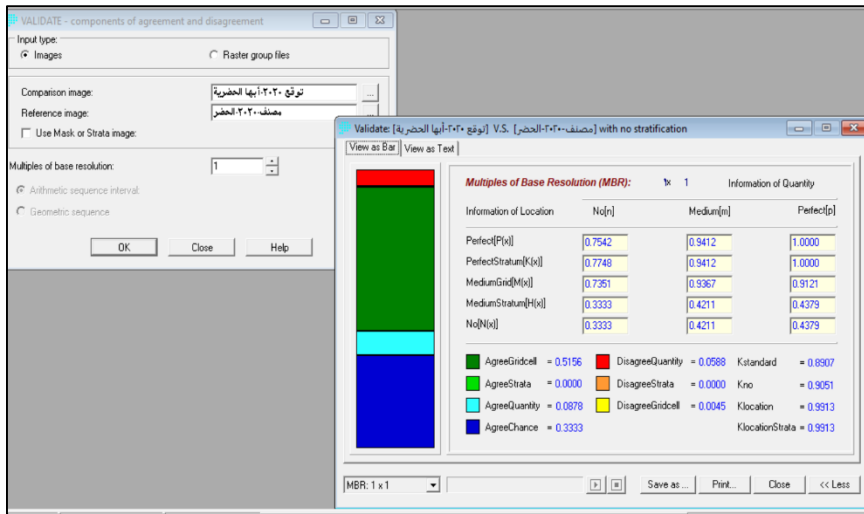 VALIDATE - components of agreement and disagreement
Input type:
Images
Raster group files
Comparison image:
توقع ٢٠٢٠-أبها الحضرية
...
Reference image:
مصنف-٢٠٢٠-الحضر
...
Use Mask or Strata image:
Multiples of base resolution:
1
Arithmetic sequence interval:
Geometric sequence
OK Close Help
Validate: [توقع ٢٠٢٠-أبها الحضرية] V.S. [مصنف-٢٠٢٠-الحضر] with no stratification
View as Bar View as Text
Multiples of Base Resolution (MBR): 1x 1 Information of Quantity
Information of Location No[n] Medium[m] Perfect[p]
Perfect[P(x)] 0.7542 0.9412 1.0000
PerfectStratum[K(x)] 0.7748 0.9412 1.0000
MediumGrid[M(x)] 0.7351 0.9367 0.9121
MediumStratum[H(x)] 0.3333 0.4211 0.4379
No[N(x)] 0.3333 0.4211 0.4379
AgreeGridcell = 0.5156 DisagreeQuantity = 0.0588 Kstandard = 0.8907
AgreeStrata = 0.0000 DisagreeStrata = 0.0000 Kno = 0.9051
AgreeQuantity = 0.0878 DisagreeGridcell = 0.0045 Klocation = 0.9913
AgreeChance = 0.3333 KlocationStrata = 0.9913
MBR: 1 x 1 Save as ... Print... Close << Less